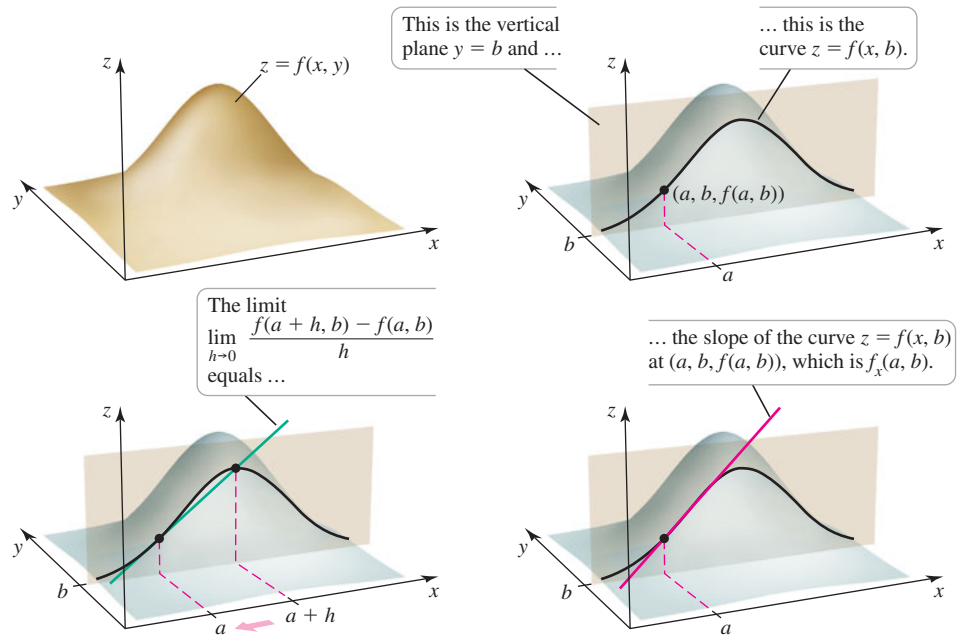 z
z = f(x, y)
y
x
This is the vertical
plane y = b and ...
... this is the
curve z = f(x, b).
z
y
(a, b, f(a, b))
b
x
a
The limit
lim h→0 f(a + h, b) − f(a, b) / h
equals ...
z
y
b
x
a
a + h
... the slope of the curve z = f(x, b)
at (a, b, f(a, b)), which is f_x(a, b).
z
y
b
x
a